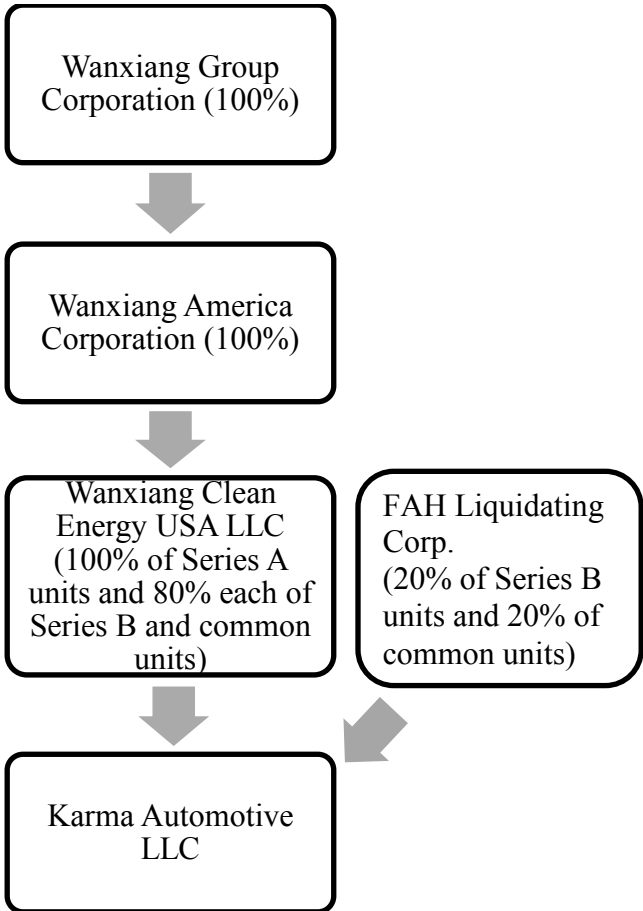 Wanxiang Group
Corporation (100%)
Wanxiang America
Corporation (100%)
Wanxiang Clean
Energy USA LLC
(100% of Series A
units and 80% each of
Series B and common
units)
FAH Liquidating
Corp.
(20% of Series B
units and 20% of
common units)
Karma Automotive
LLC